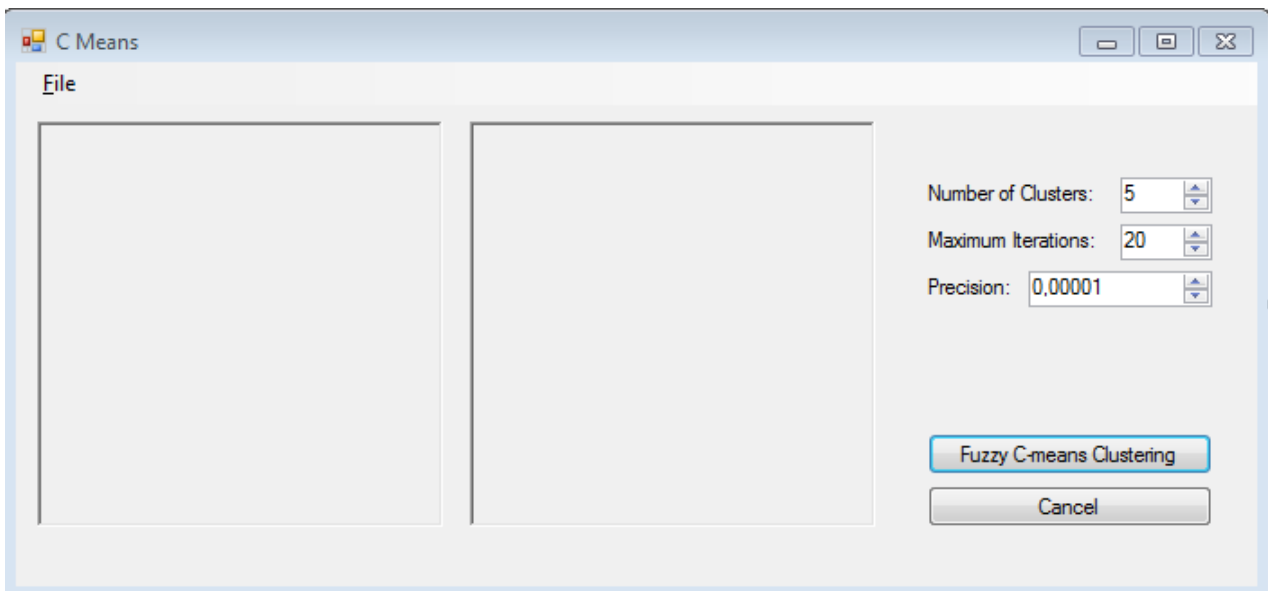 C Means
File
Number of Clusters: 5
Maximum Iterations: 20
Precision: 0,00001
Fuzzy C-means Clustering
Cancel